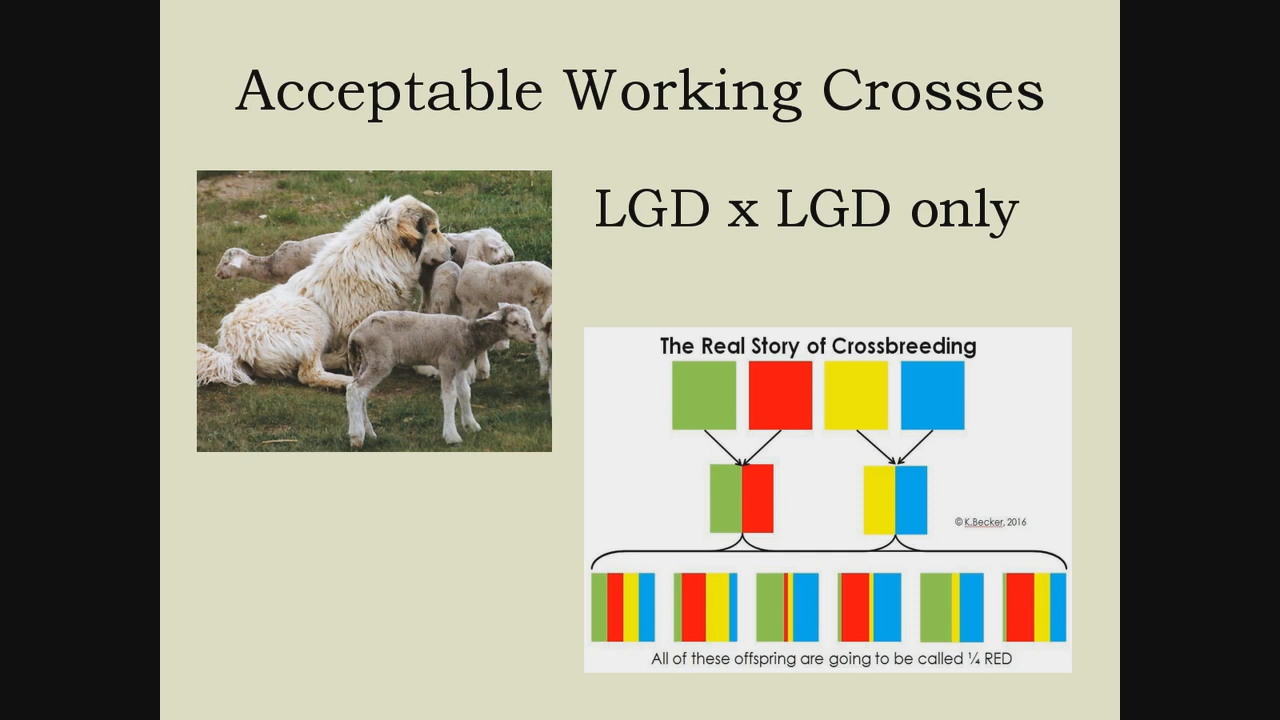 Acceptable Working Crosses
LGD x LGD only
The Real Story of Crossbreeding
© K.Becker, 2016
All of these offspring are going to be called ¼ RED